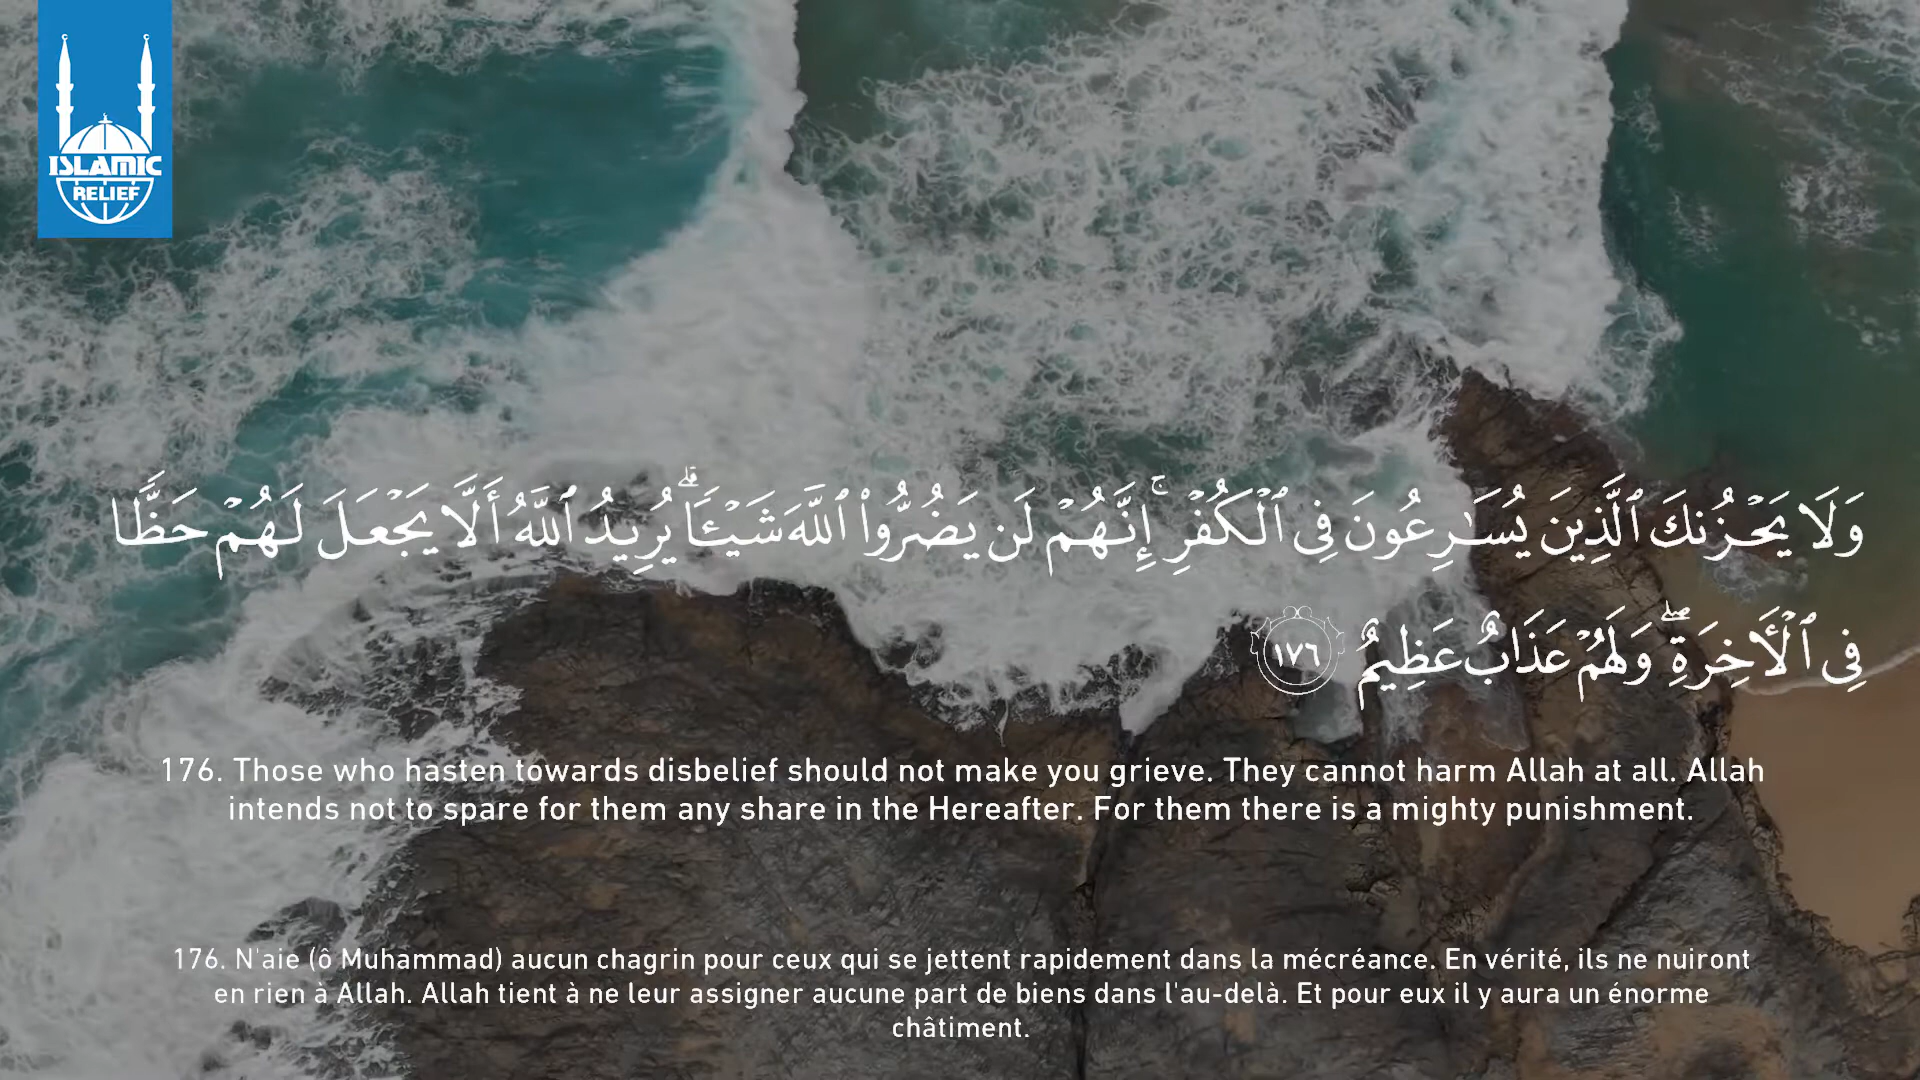 ISLAMIC
RELIEF
وَلَا يَحْزُنكَ ٱلَّذِينَ يُسَٰرِعُونَ فِى ٱلْكُفْرِ ۚ إِنَّهُمْ لَن يَضُرُّوا۟ ٱللَّهَ شَيْـًٔا ۗ يُرِيدُ ٱللَّهُ أَلَّا يَجْعَلَ لَهُمْ حَظًّا
فِى ٱلْـَٔاخِرَةِ ۖ وَلَهُمْ عَذَابٌ عَظِيمٌ ١٧٦
176. Those who hasten towards disbelief should not make you grieve. They cannot harm Allah at all. Allah
intends not to spare for them any share in the Hereafter. For them there is a mighty punishment.
176. N'aie (ô Muhammad) aucun chagrin pour ceux qui se jettent rapidement dans la mécréance. En vérité, ils ne nuiront
en rien à Allah. Allah tient à ne leur assigner aucune part de biens dans l'au-delà. Et pour eux il y aura un énorme
châtiment.